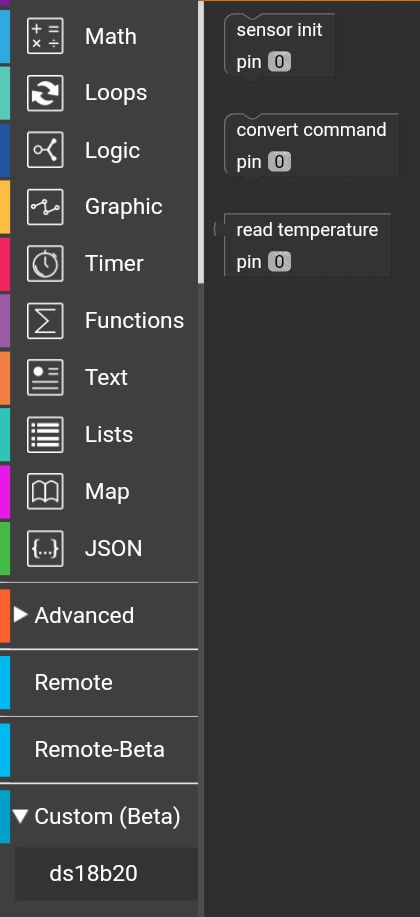 Math
Loops
Logic
Graphic
Timer
Functions
Text
Lists
Map
{...} JSON
Advanced
Remote
Remote-Beta
Custom (Beta)
ds18b20
sensor init
pin 0
convert command
pin 0
read temperature
pin 0